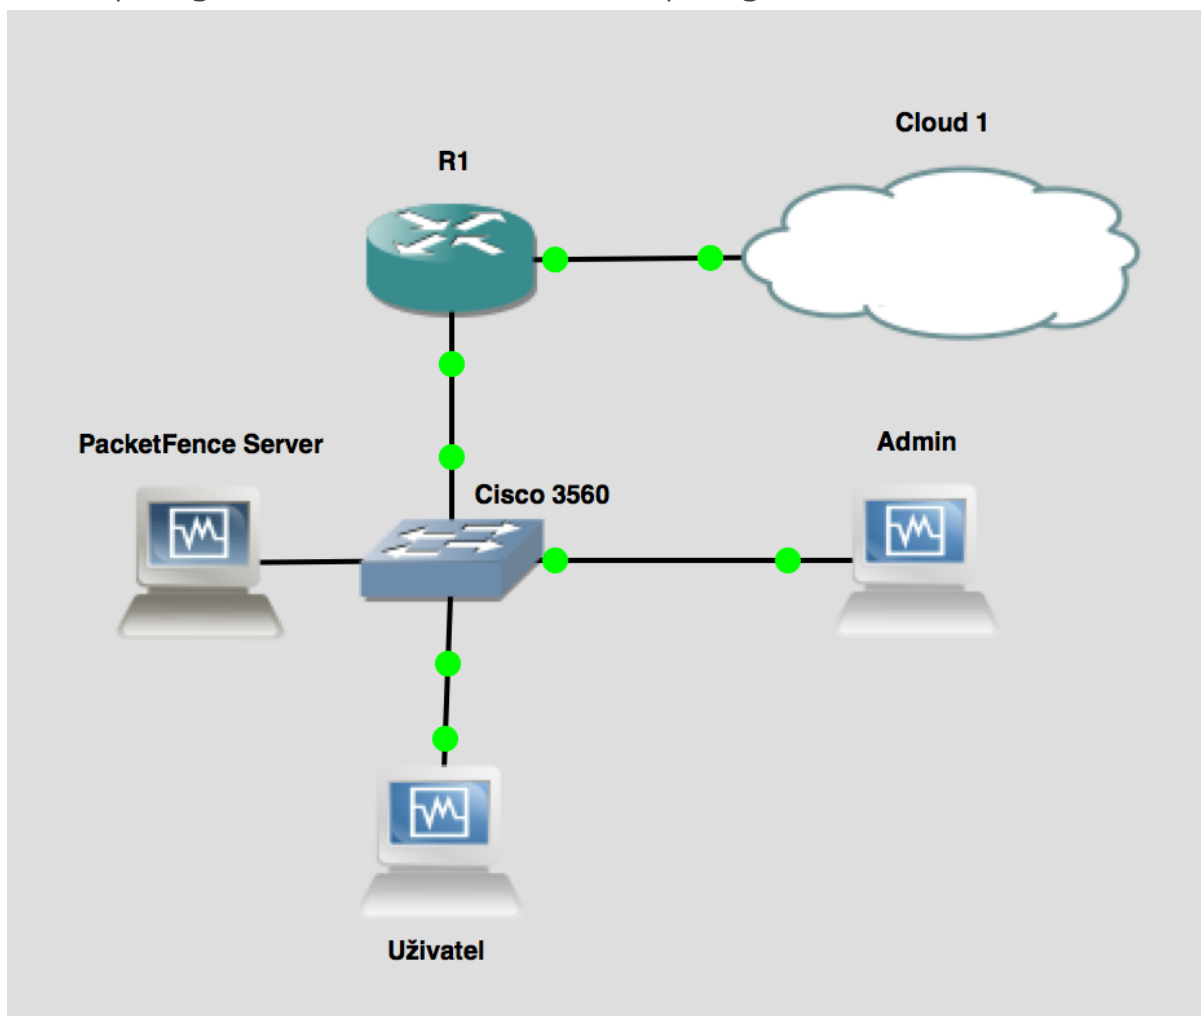 Cloud 1
R1
PacketFence Server
Admin
Cisco 3560
Uživatel